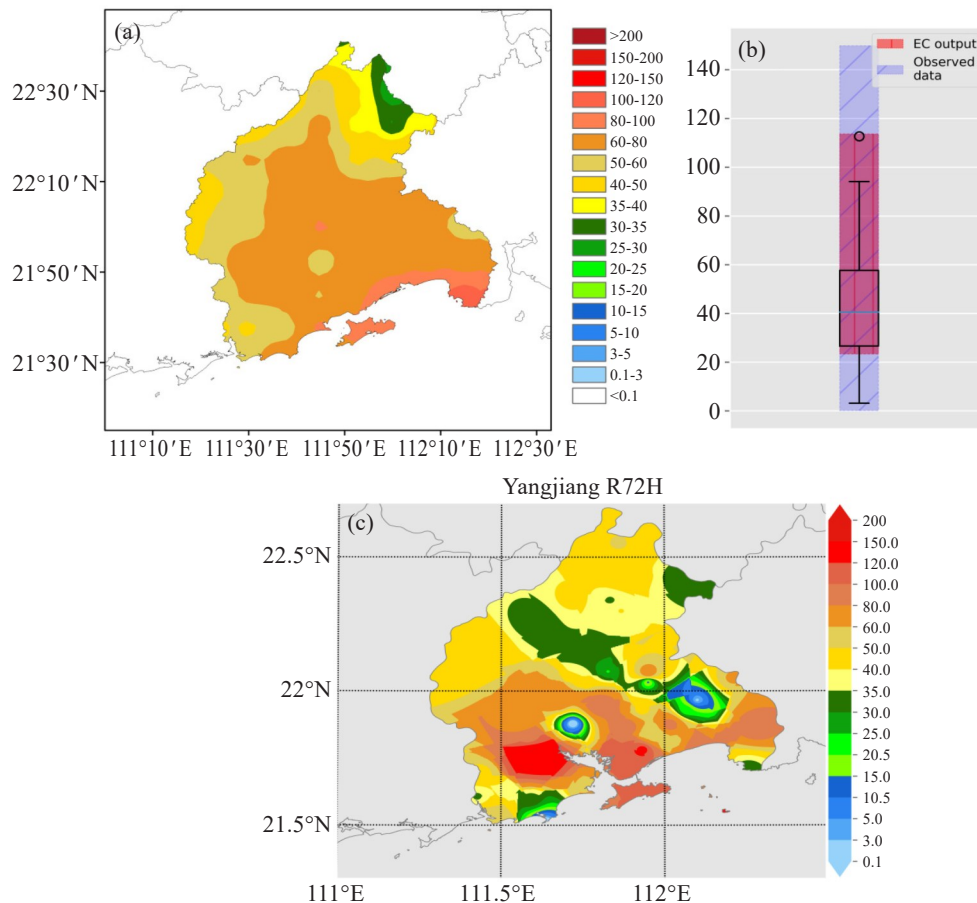 (a)
22°30′N
22°10′N
21°50′N
21°30′N
111°10′E 111°30′E 111°50′E 112°10′E 112°30′E
>200
150-200
120-150
100-120
80-100
60-80
50-60
40-50
35-40
30-35
25-30
20-25
15-20
10-15
5-10
3-5
0.1-3
<0.1
(b)
EC output
Observed
data
140
120
100
80
60
40
20
0
Yangjiang R72H
(c)
22.5°N
22°N
21.5°N
111°E 111.5°E 112°E
200
150.0
120.0
100.0
80.0
60.0
50.0
40.0
35.0
30.0
25.0
20.5
15.0
10.5
5.0
3.0
0.1